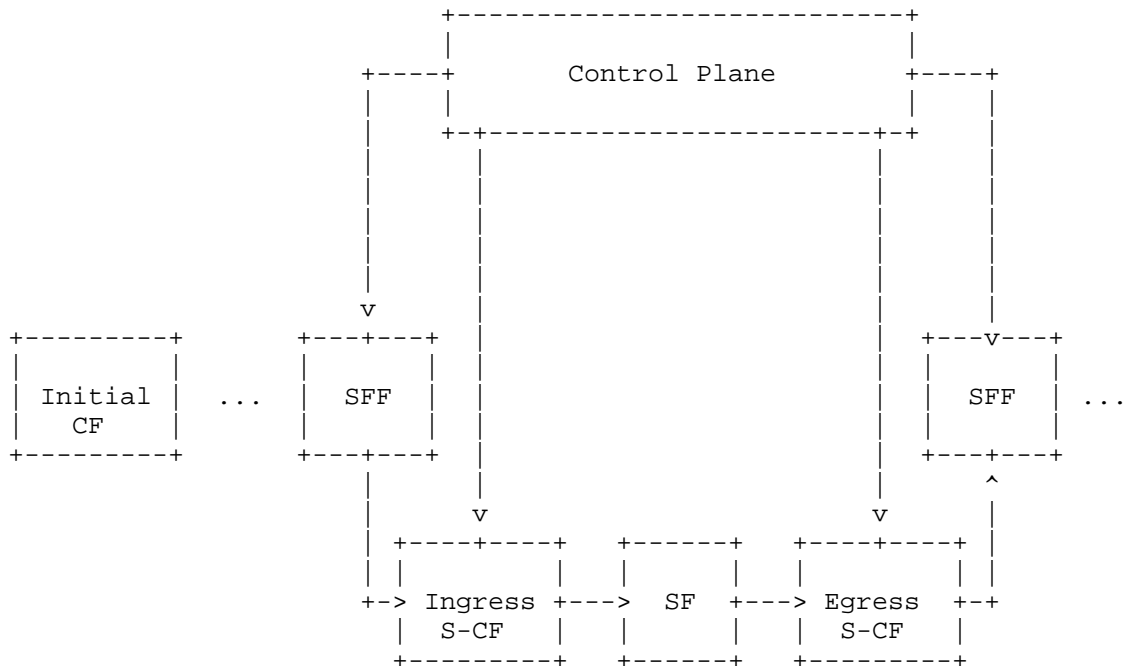 Control Plane
Initial CF
...
SFF
SFF
...
Ingress S-CF
SF
Egress S-CF